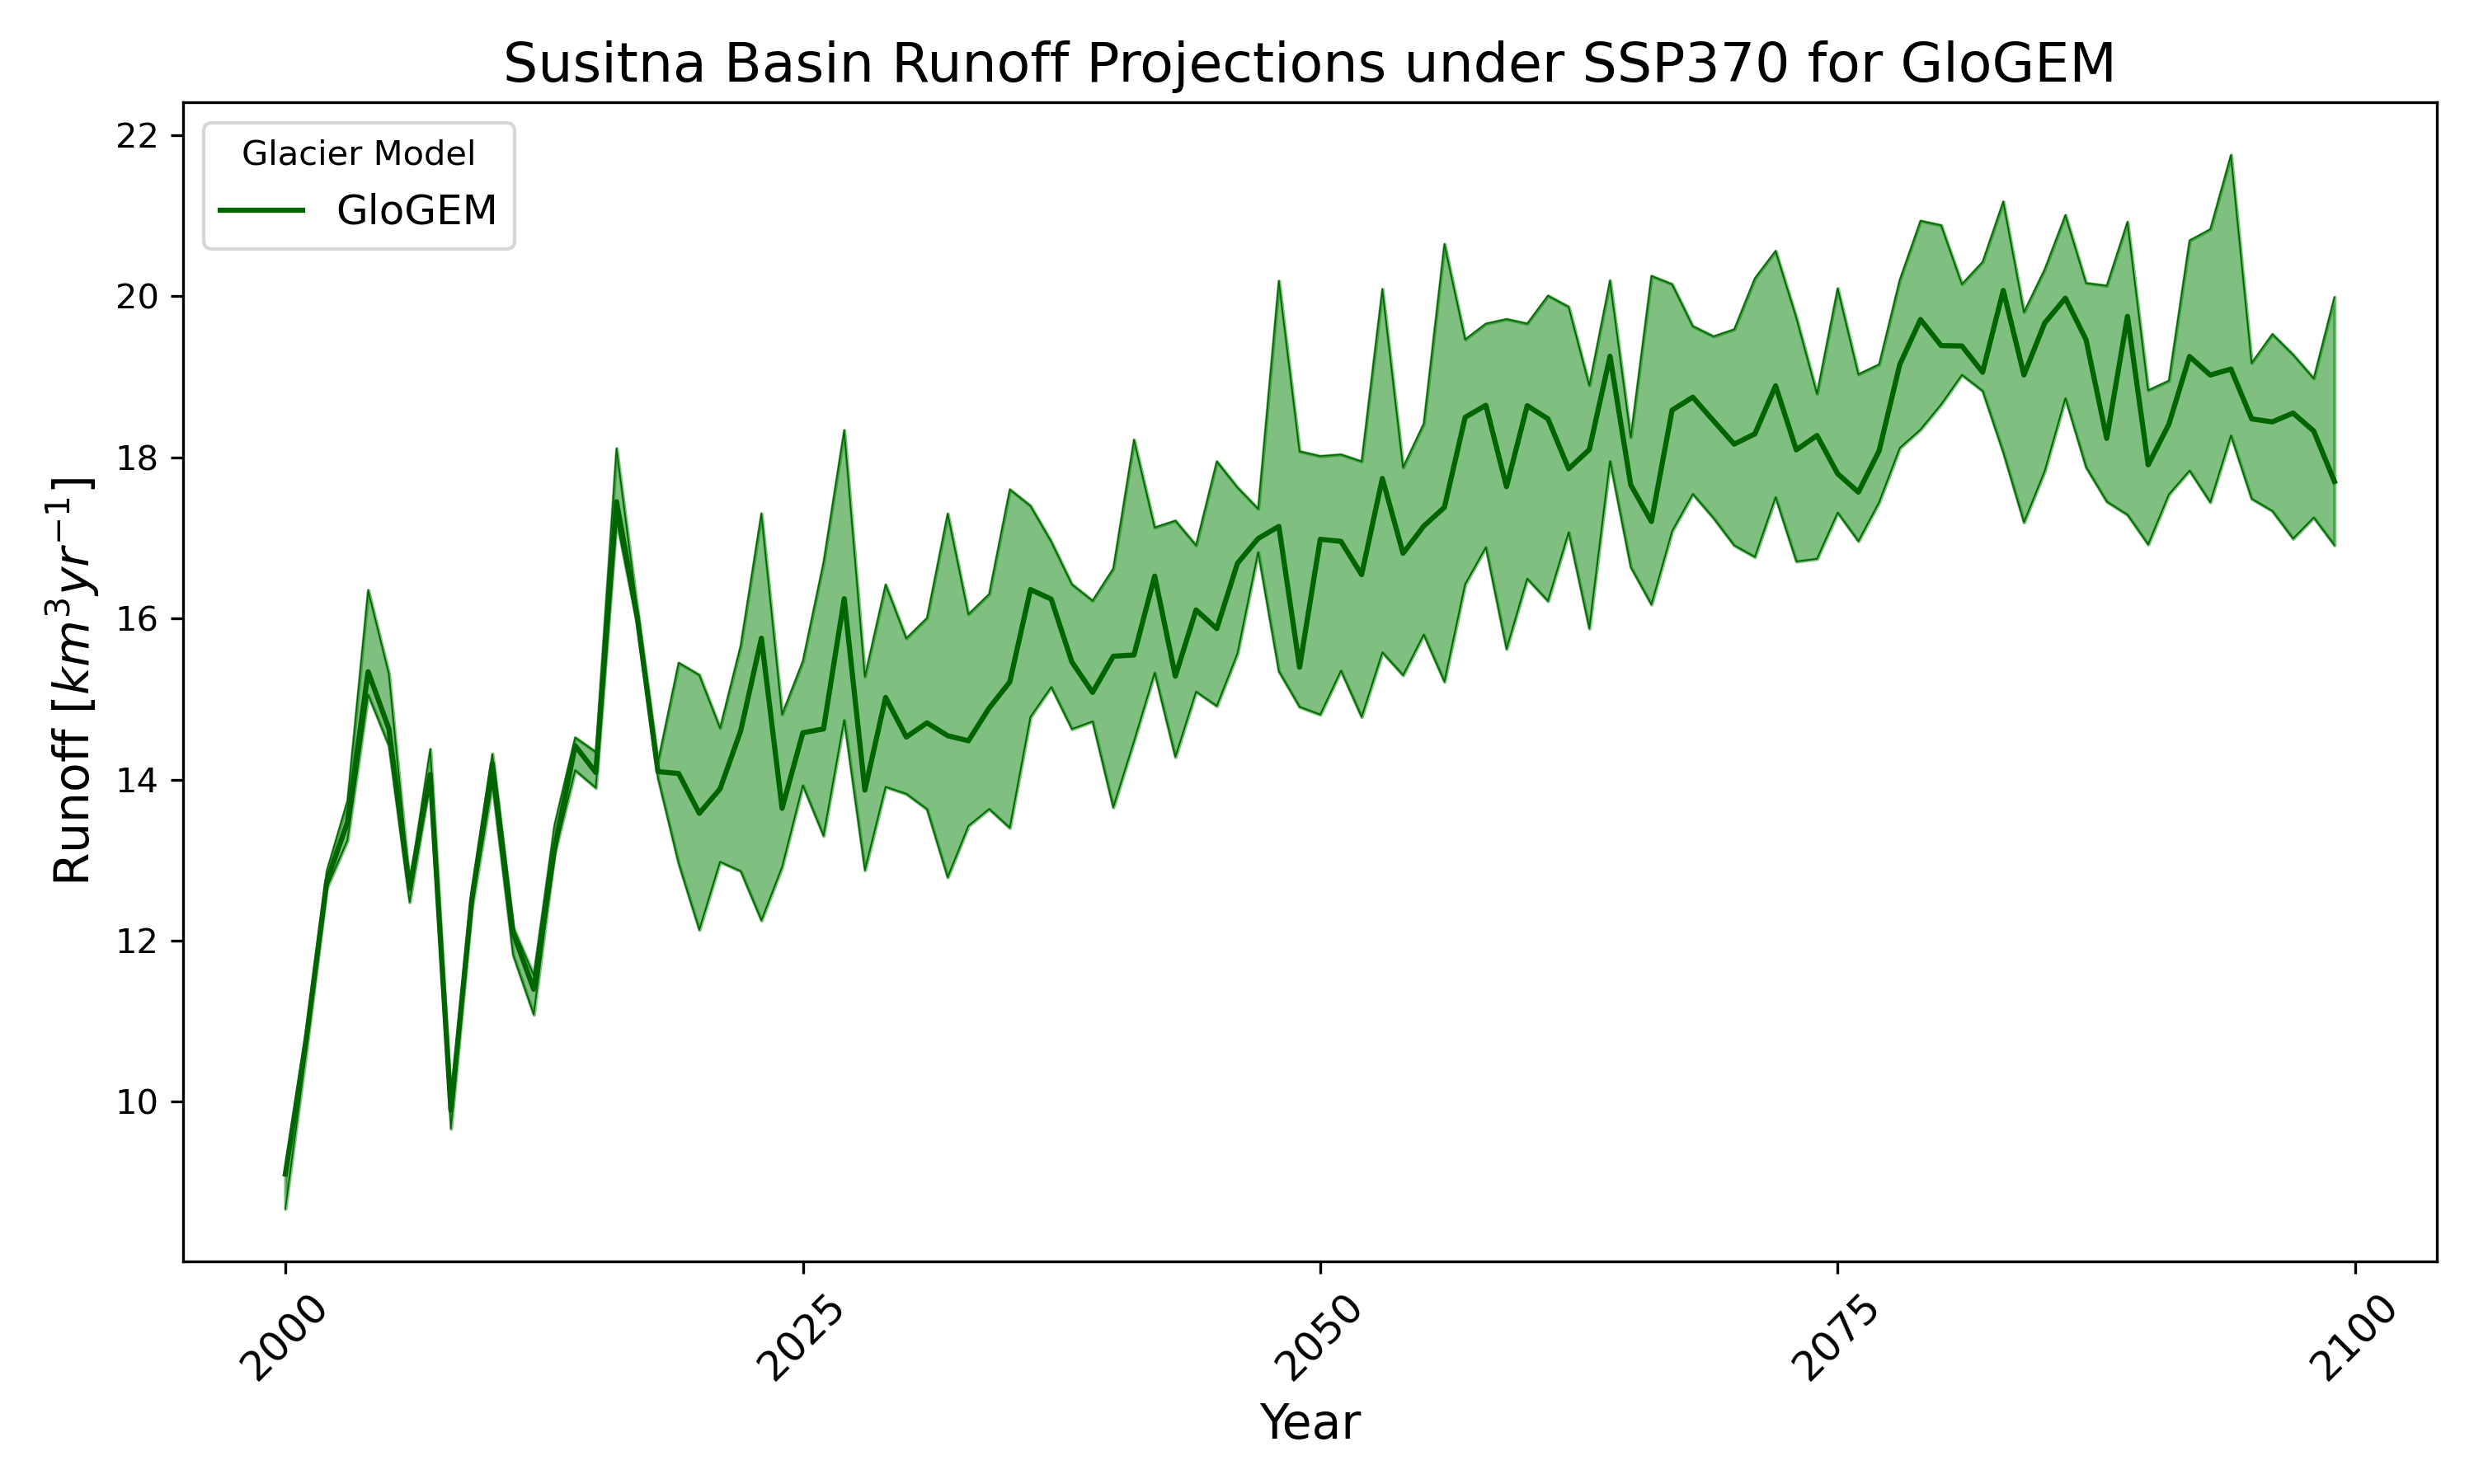 Susitna Basin Runoff Projections under SSP370 for GloGEM
Glacier Model
GloGEM
Runoff [km³yr⁻¹]
22
20
18
16
14
12
10
2000
2025
2050
2075
2100
Year